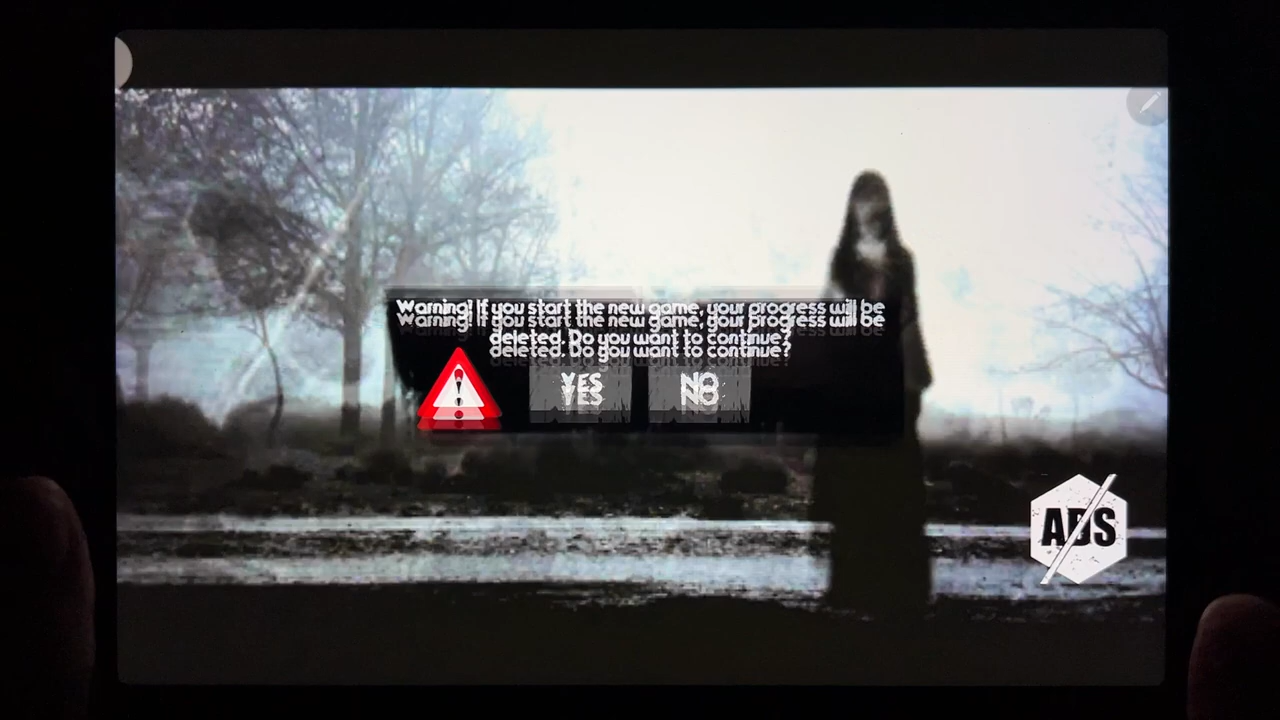 Warning! If you start the new game, your progress will be
deleted. Do you want to continue?
YES
NO
ADS